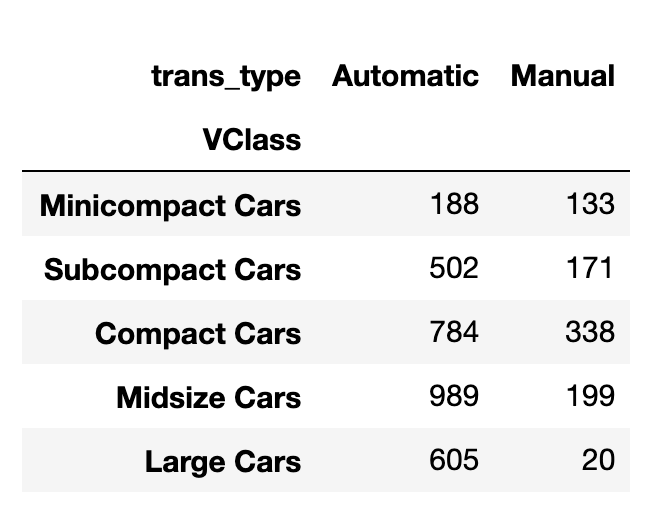 trans_type Automatic Manual
VClass
Minicompact Cars 188 133
Subcompact Cars 502 171
Compact Cars 784 338
Midsize Cars 989 199
Large Cars 605 20